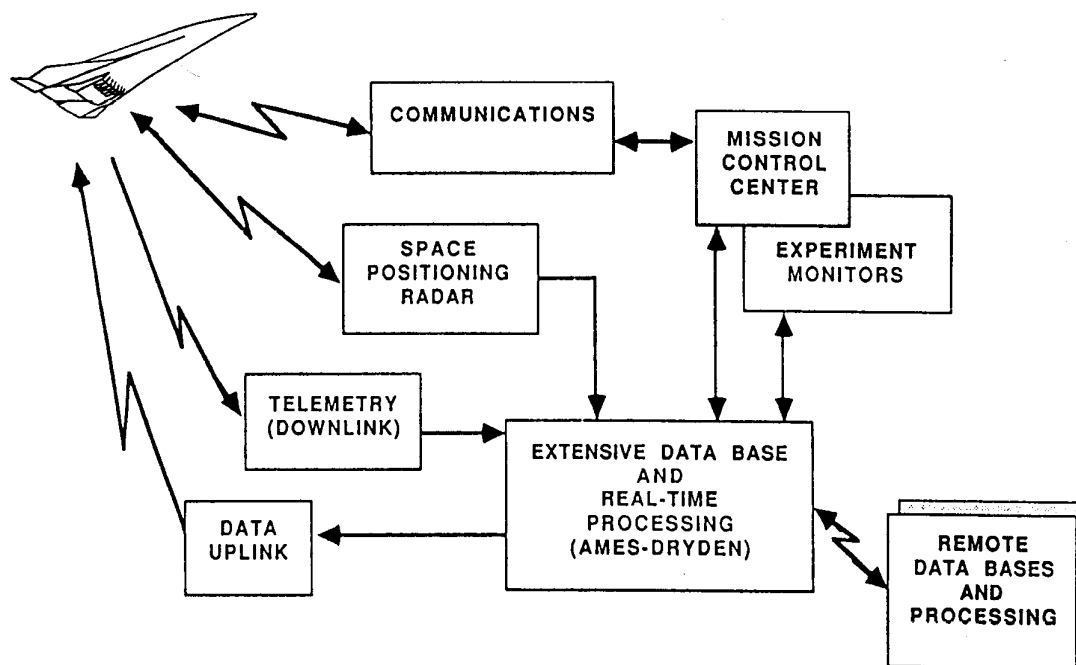 COMMUNICATIONS
MISSION
CONTROL
CENTER
EXPERIMENT
MONITORS
SPACE
POSITIONING
RADAR
TELEMETRY
(DOWNLINK)
EXTENSIVE DATA BASE
AND
REAL-TIME
PROCESSING
(AMES-DRYDEN)
DATA
UPLINK
REMOTE
DATA BASES
AND
PROCESSING